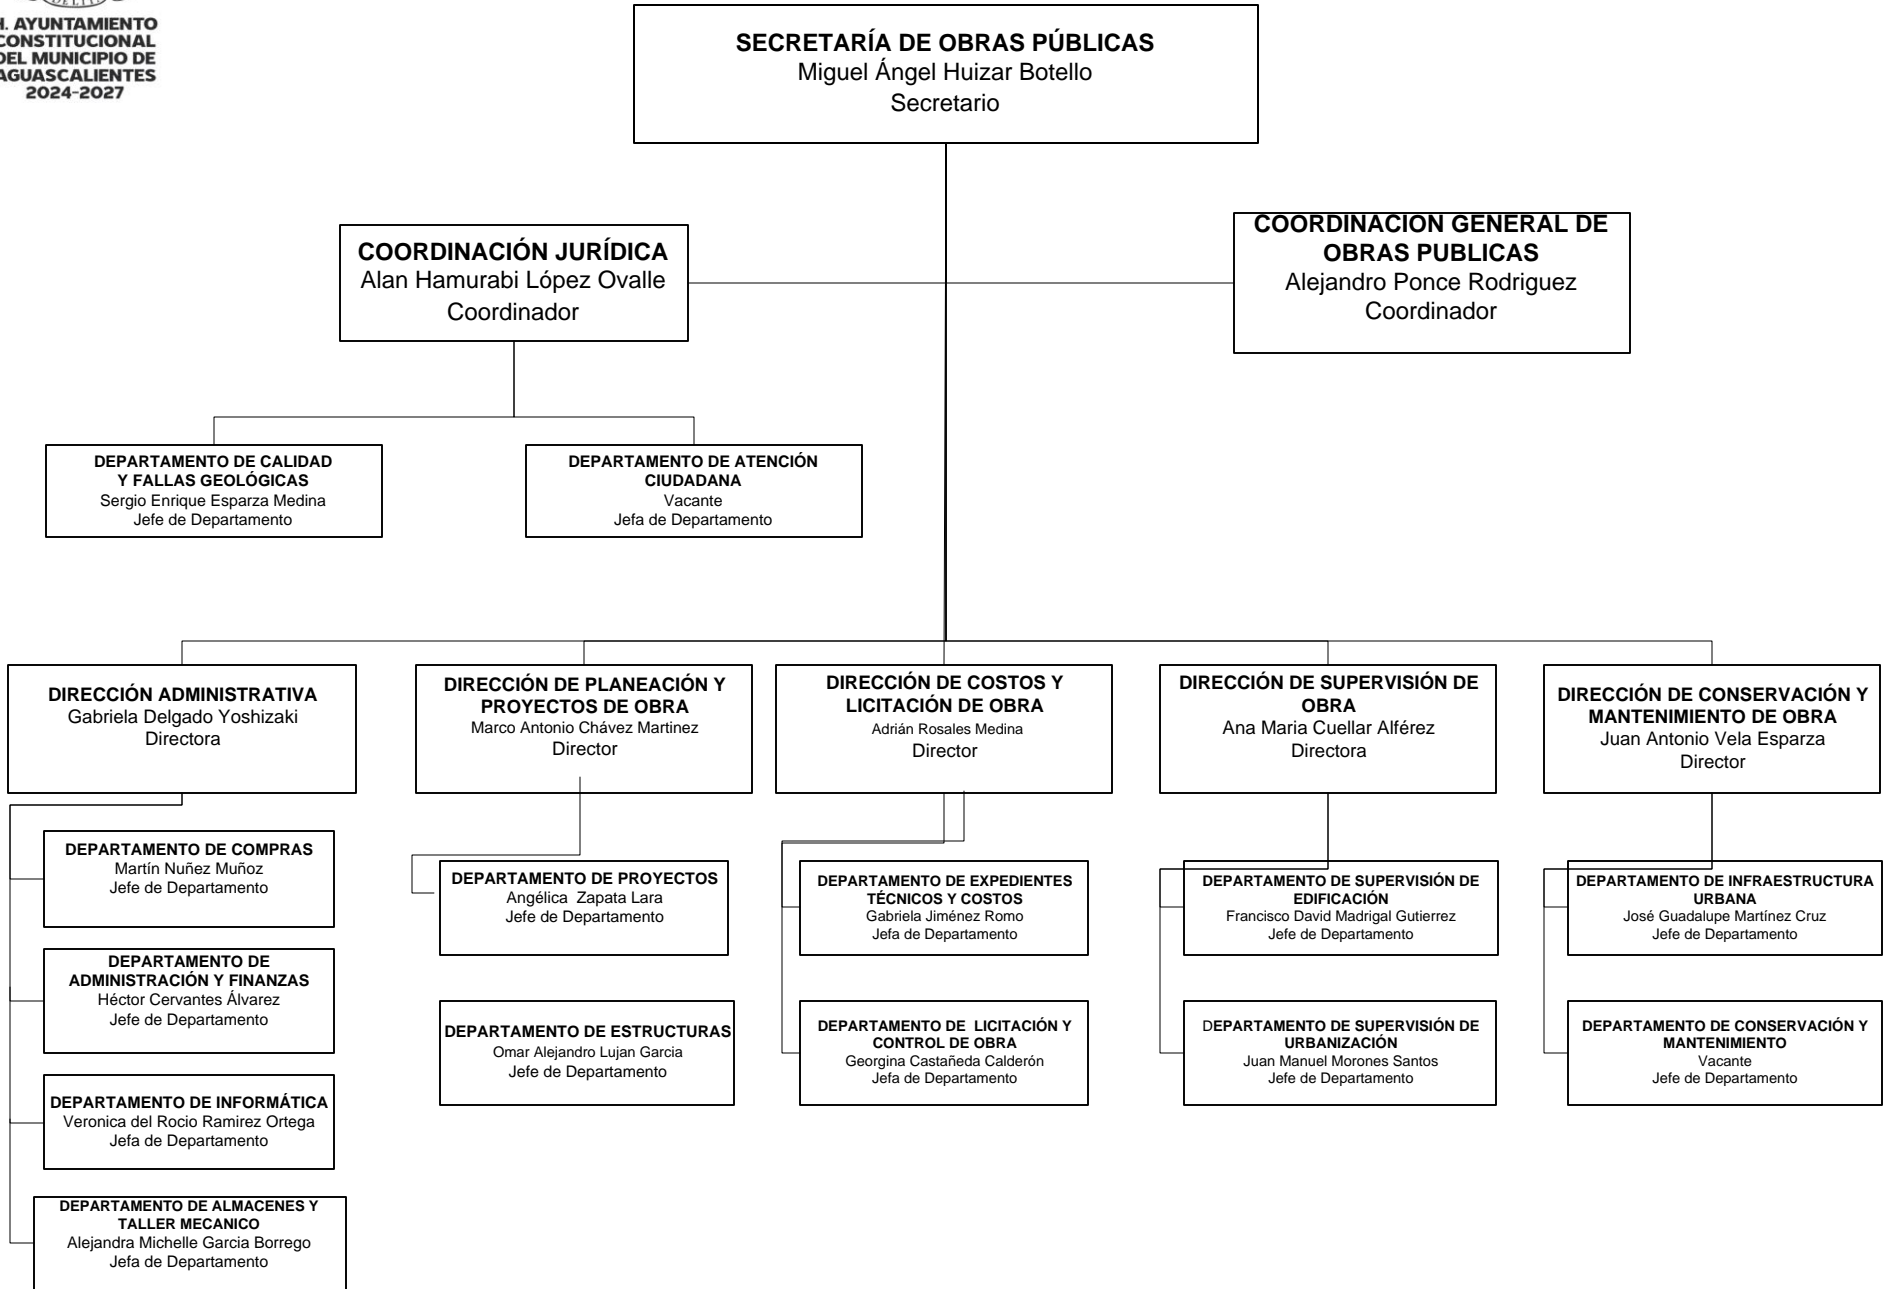 H. AYUNTAMIENTO
CONSTITUCIONAL
DEL MUNICIPIO DE
AGUASCALIENTES
2024-2027
SECRETARÍA DE OBRAS PÚBLICAS
Miguel Ángel Huizar Botello
Secretario
COORDINACIÓN JURÍDICA
Alan Hamurabi López Ovalle
Coordinador
COORDINACION GENERAL DE
OBRAS PUBLICAS
Alejandro Ponce Rodriguez
Coordinador
DEPARTAMENTO DE CALIDAD
Y FALLAS GEOLÓGICAS
Sergio Enrique Esparza Medina
Jefe de Departamento
DEPARTAMENTO DE ATENCIÓN
CIUDADANA
Vacante
Jefa de Departamento
DIRECCIÓN ADMINISTRATIVA
Gabriela Delgado Yoshizaki
Directora
DIRECCIÓN DE PLANEACIÓN Y
PROYECTOS DE OBRA
Marco Antonio Chávez Martinez
Director
DIRECCIÓN DE COSTOS Y
LICITACIÓN DE OBRA
Adrián Rosales Medina
Director
DIRECCIÓN DE SUPERVISIÓN DE
OBRA
Ana Maria Cuellar Alférez
Directora
DIRECCIÓN DE CONSERVACIÓN Y
MANTENIMIENTO DE OBRA
Juan Antonio Vela Esparza
Director
DEPARTAMENTO DE COMPRAS
Martín Nuñez Muñoz
Jefe de Departamento
DEPARTAMENTO DE
ADMINISTRACIÓN Y FINANZAS
Héctor Cervantes Álvarez
Jefe de Departamento
DEPARTAMENTO DE INFORMÁTICA
Veronica del Rocio Ramirez Ortega
Jefa de Departamento
DEPARTAMENTO DE ALMACENES Y
TALLER MECANICO
Alejandra Michelle Garcia Borrego
Jefa de Departamento
DEPARTAMENTO DE PROYECTOS
Angélica  Zapata Lara
Jefe de Departamento
DEPARTAMENTO DE ESTRUCTURAS
Omar Alejandro Lujan Garcia
Jefe de Departamento
DEPARTAMENTO DE EXPEDIENTES
TÉCNICOS Y COSTOS
Gabriela Jiménez Romo
Jefa de Departamento
DEPARTAMENTO DE  LICITACIÓN Y
CONTROL DE OBRA
Georgina Castañeda Calderón
Jefa de Departamento
DEPARTAMENTO DE SUPERVISIÓN DE
EDIFICACIÓN
Francisco David Madrigal Gutierrez
Jefe de Departamento
DEPARTAMENTO DE SUPERVISIÓN DE
URBANIZACIÓN
Juan Manuel Morones Santos
Jefe de Departamento
DEPARTAMENTO DE INFRAESTRUCTURA
URBANA
José Guadalupe Martínez Cruz
Jefe de Departamento
DEPARTAMENTO DE CONSERVACIÓN Y
MANTENIMIENTO
Vacante
Jefe de Departamento